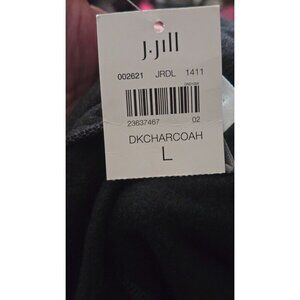 J.Jill
002621 JRDL 1411
23637467 02
DKCHARCOAH
L